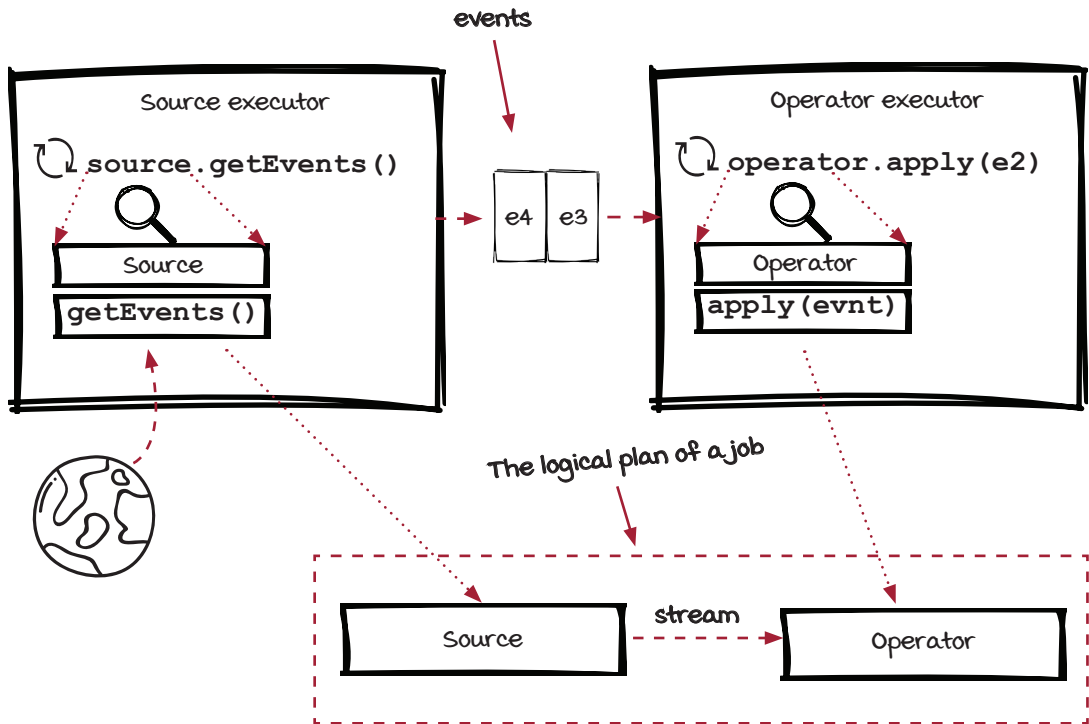 events
Source executor
source.getEvents()
Source
getEvents()
e4 e3
Operator executor
operator.apply(e2)
Operator
apply(evnt)
The logical plan of a job
Source
stream
Operator